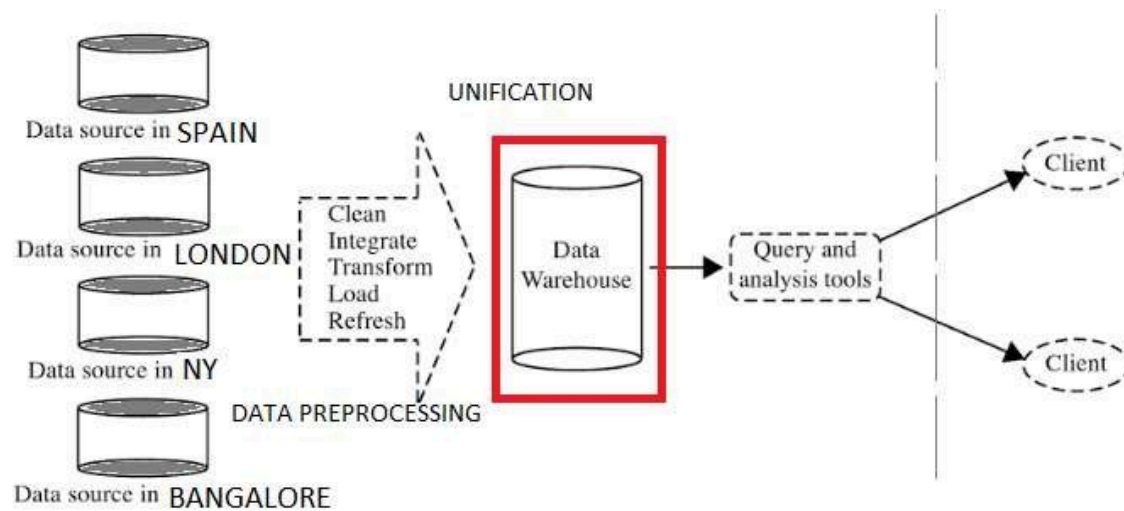 UNIFICATION
Data source in SPAIN
Data source in LONDON
Data source in NY
Data source in BANGALORE
Clean
Integrate
Transform
Load
Refresh
DATA PREPROCESSING
Data
Warehouse
Query and
analysis tools
Client
Client